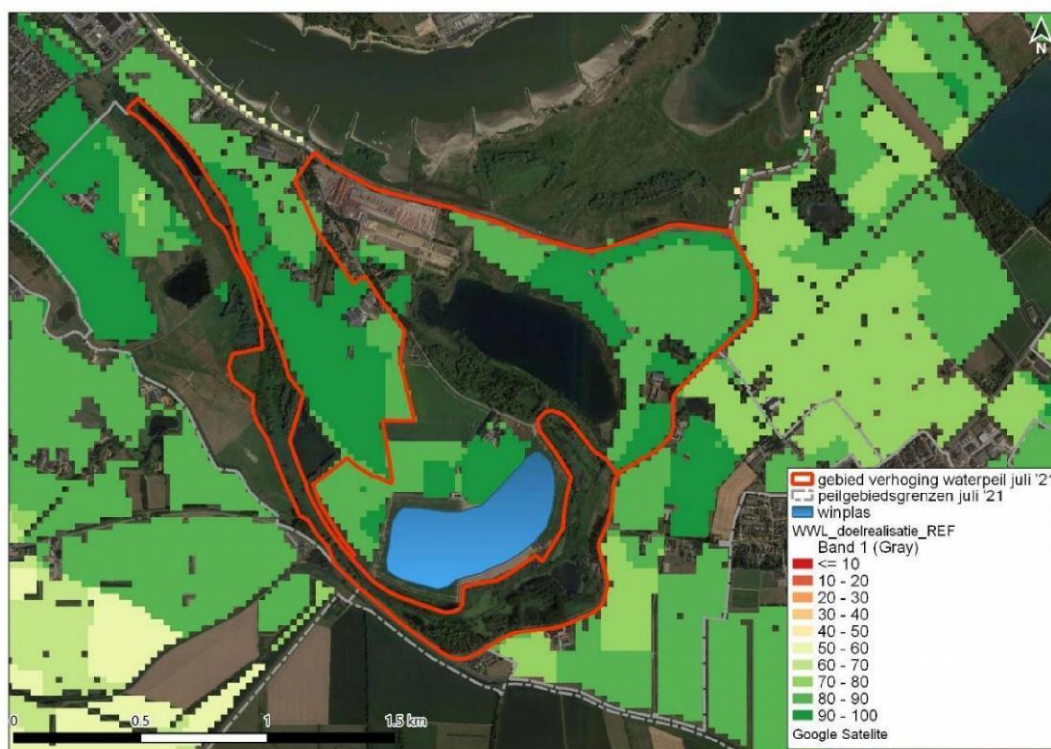 N
gebied verhoging waterpeil juli '21
peilgebiedsgrenzen juli '21
winplas
WWL_doelrealisatie_REF
Band 1 (Gray)
<= 10
10 - 20
20 - 30
30 - 40
40 - 50
50 - 60
60 - 70
70 - 80
80 - 90
90 - 100
Google Satelite
0 0.5 1 1.5 km